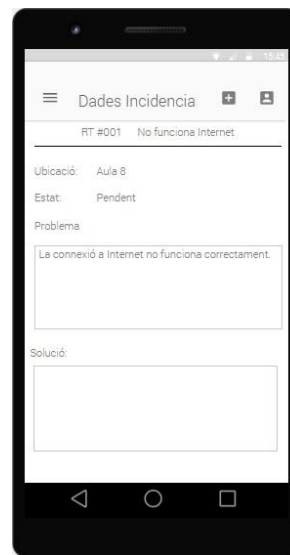 15:45
Dades Incidencia
RT #001 No funciona Internet
Ubicació: Aula 8
Estat: Pendent
Problema
La connexió a Internet no funciona correctament.
Solució: